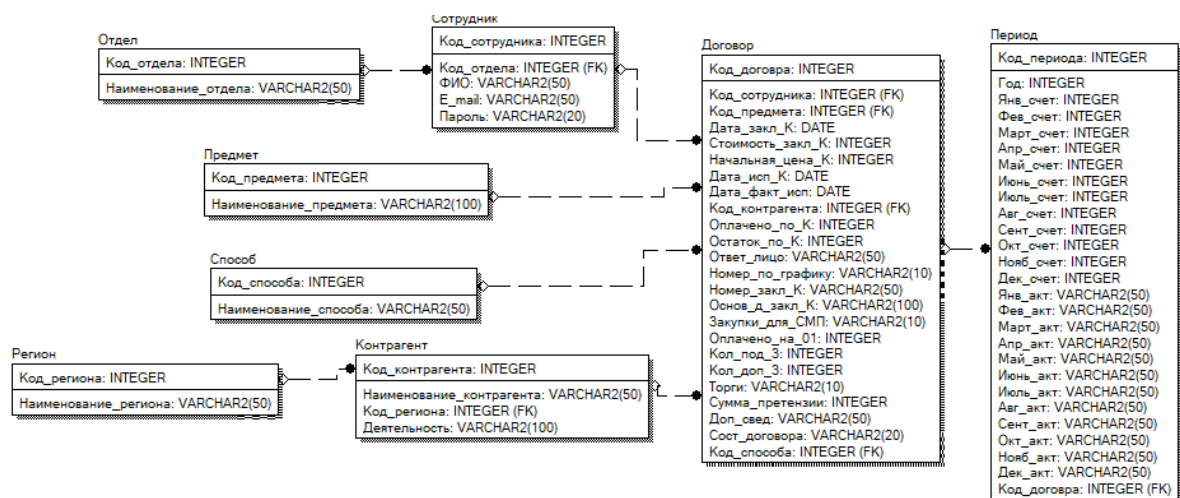 Отдел
Код_отдела: INTEGER
Наименование_отдела: VARCHAR2(50)
Сотрудник
Код_сотрудника: INTEGER
Код_отдела: INTEGER (FK)
ФИО: VARCHAR2(50)
E_mail: VARCHAR2(50)
Пароль: VARCHAR2(20)
Предмет
Код_предмета: INTEGER
Наименование_предмета: VARCHAR2(100)
Способ
Код_способа: INTEGER
Наименование_способа: VARCHAR2(50)
Регион
Код_региона: INTEGER
Наименование_региона: VARCHAR2(50)
Контрагент
Код_контрагента: INTEGER
Наименование_контрагента: VARCHAR2(50)
Код_региона: INTEGER (FK)
Деятельность: VARCHAR2(100)
Договор
Код_договра: INTEGER
Код_сотрудника: INTEGER (FK)
Код_предмета: INTEGER (FK)
Дата_закл_К: DATE
Стоимость_закл_К: INTEGER
Начальная_цена_К: INTEGER
Дата_исп_К: DATE
Дата_факт_исп: DATE
Код_контрагента: INTEGER (FK)
Оплачено_по_К: INTEGER
Остаток_по_К: INTEGER
Ответ_лицо: VARCHAR2(50)
Номер_по_графику: VARCHAR2(10)
Номер_закл_К: VARCHAR2(50)
Основ_д_закл_К: VARCHAR2(100)
Закупки_для_СМП: VARCHAR2(10)
Оплачено_на_01: INTEGER
Кол_под_З: INTEGER
Кол_доп_З: INTEGER
Торги: VARCHAR2(10)
Сумма_претензии: INTEGER
Доп_свед: VARCHAR2(50)
Сост_договора: VARCHAR2(20)
Код_способа: INTEGER (FK)
Период
Код_периода: INTEGER
Год: INTEGER
Янв_счет: INTEGER
Фев_счет: INTEGER
Март_счет: INTEGER
Апр_счет: INTEGER
Май_счет: INTEGER
Июнь_счет: INTEGER
Июль_счет: INTEGER
Авг_счет: INTEGER
Сент_счет: INTEGER
Окт_счет: INTEGER
Нояб_счет: INTEGER
Дек_счет: INTEGER
Янв_акт: VARCHAR2(50)
Фев_акт: VARCHAR2(50)
Март_акт: VARCHAR2(50)
Апр_акт: VARCHAR2(50)
Май_акт: VARCHAR2(50)
Июнь_акт: VARCHAR2(50)
Июль_акт: VARCHAR2(50)
Авг_акт: VARCHAR2(50)
Сент_акт: VARCHAR2(50)
Окт_акт: VARCHAR2(50)
Нояб_акт: VARCHAR2(50)
Дек_акт: VARCHAR2(50)
Код_договра: INTEGER (FK)